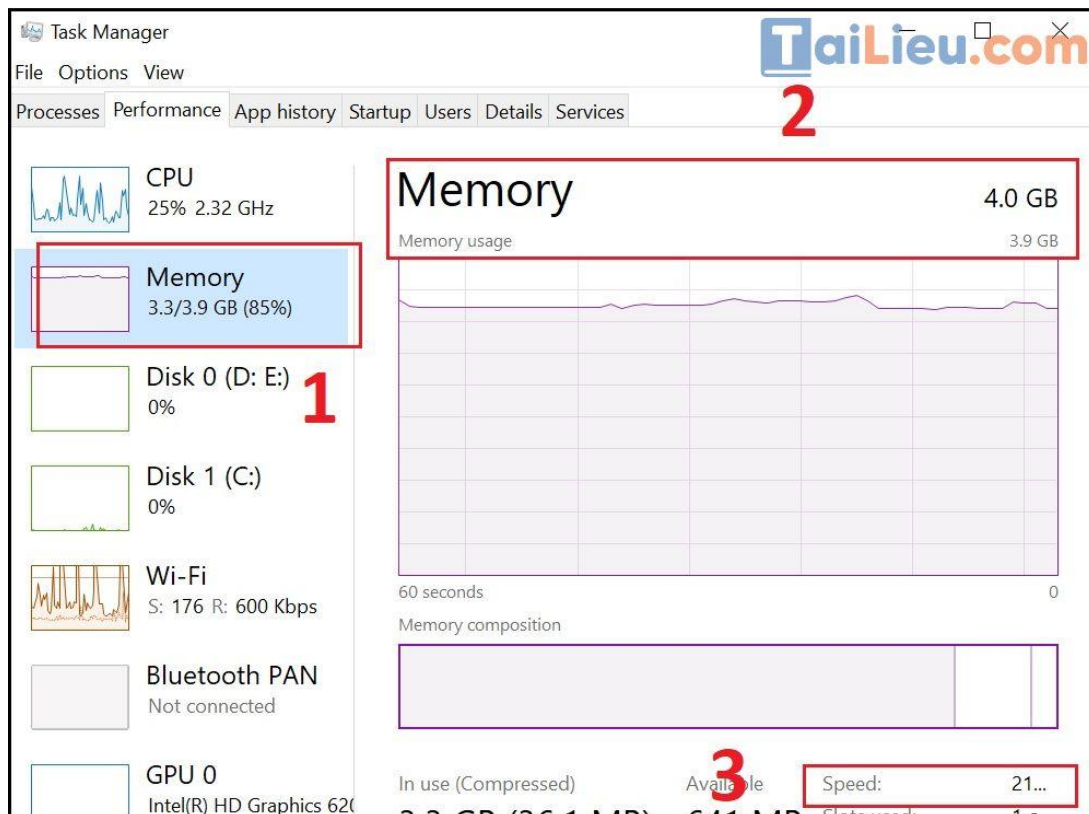 Task Manager
TaiLieu.com
File Options View
2
Processes Performance App history Startup Users Details Services
CPU
25% 2.32 GHz
Memory
3.3/3.9 GB (85%)
1
Disk 0 (D: E:)
0%
Disk 1 (C:)
0%
Wi-Fi
S: 176 R: 600 Kbps
Bluetooth PAN
Not connected
GPU 0
Intel(R) HD Graphics 620
Memory 4.0 GB
Memory usage 3.9 GB
60 seconds 0
Memory composition
3
In use (Compressed) Available Speed: 21...